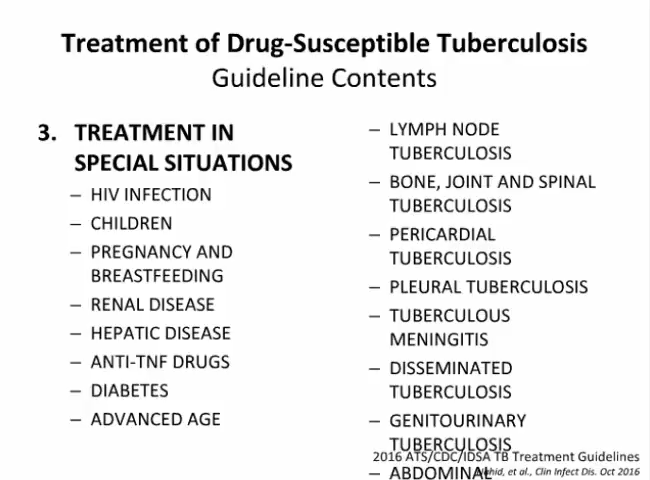 Treatment of Drug-Susceptible Tuberculosis
Guideline Contents
3. TREATMENT IN
SPECIAL SITUATIONS
– HIV INFECTION
– CHILDREN
– PREGNANCY AND
BREASTFEEDING
– RENAL DISEASE
– HEPATIC DISEASE
– ANTI-TNF DRUGS
– DIABETES
– ADVANCED AGE
– LYMPH NODE
TUBERCULOSIS
– BONE, JOINT AND SPINAL
TUBERCULOSIS
– PERICARDIAL
TUBERCULOSIS
– PLEURAL TUBERCULOSIS
– TUBERCULOUS
MENINGITIS
– DISSEMINATED
TUBERCULOSIS
– GENITOURINARY
TUBERCULOSIS
2016 ATS/CDC/IDSA TB Treatment Guidelines
– ABDOMINAL
et al., Clin Infect Dis. Oct 2016